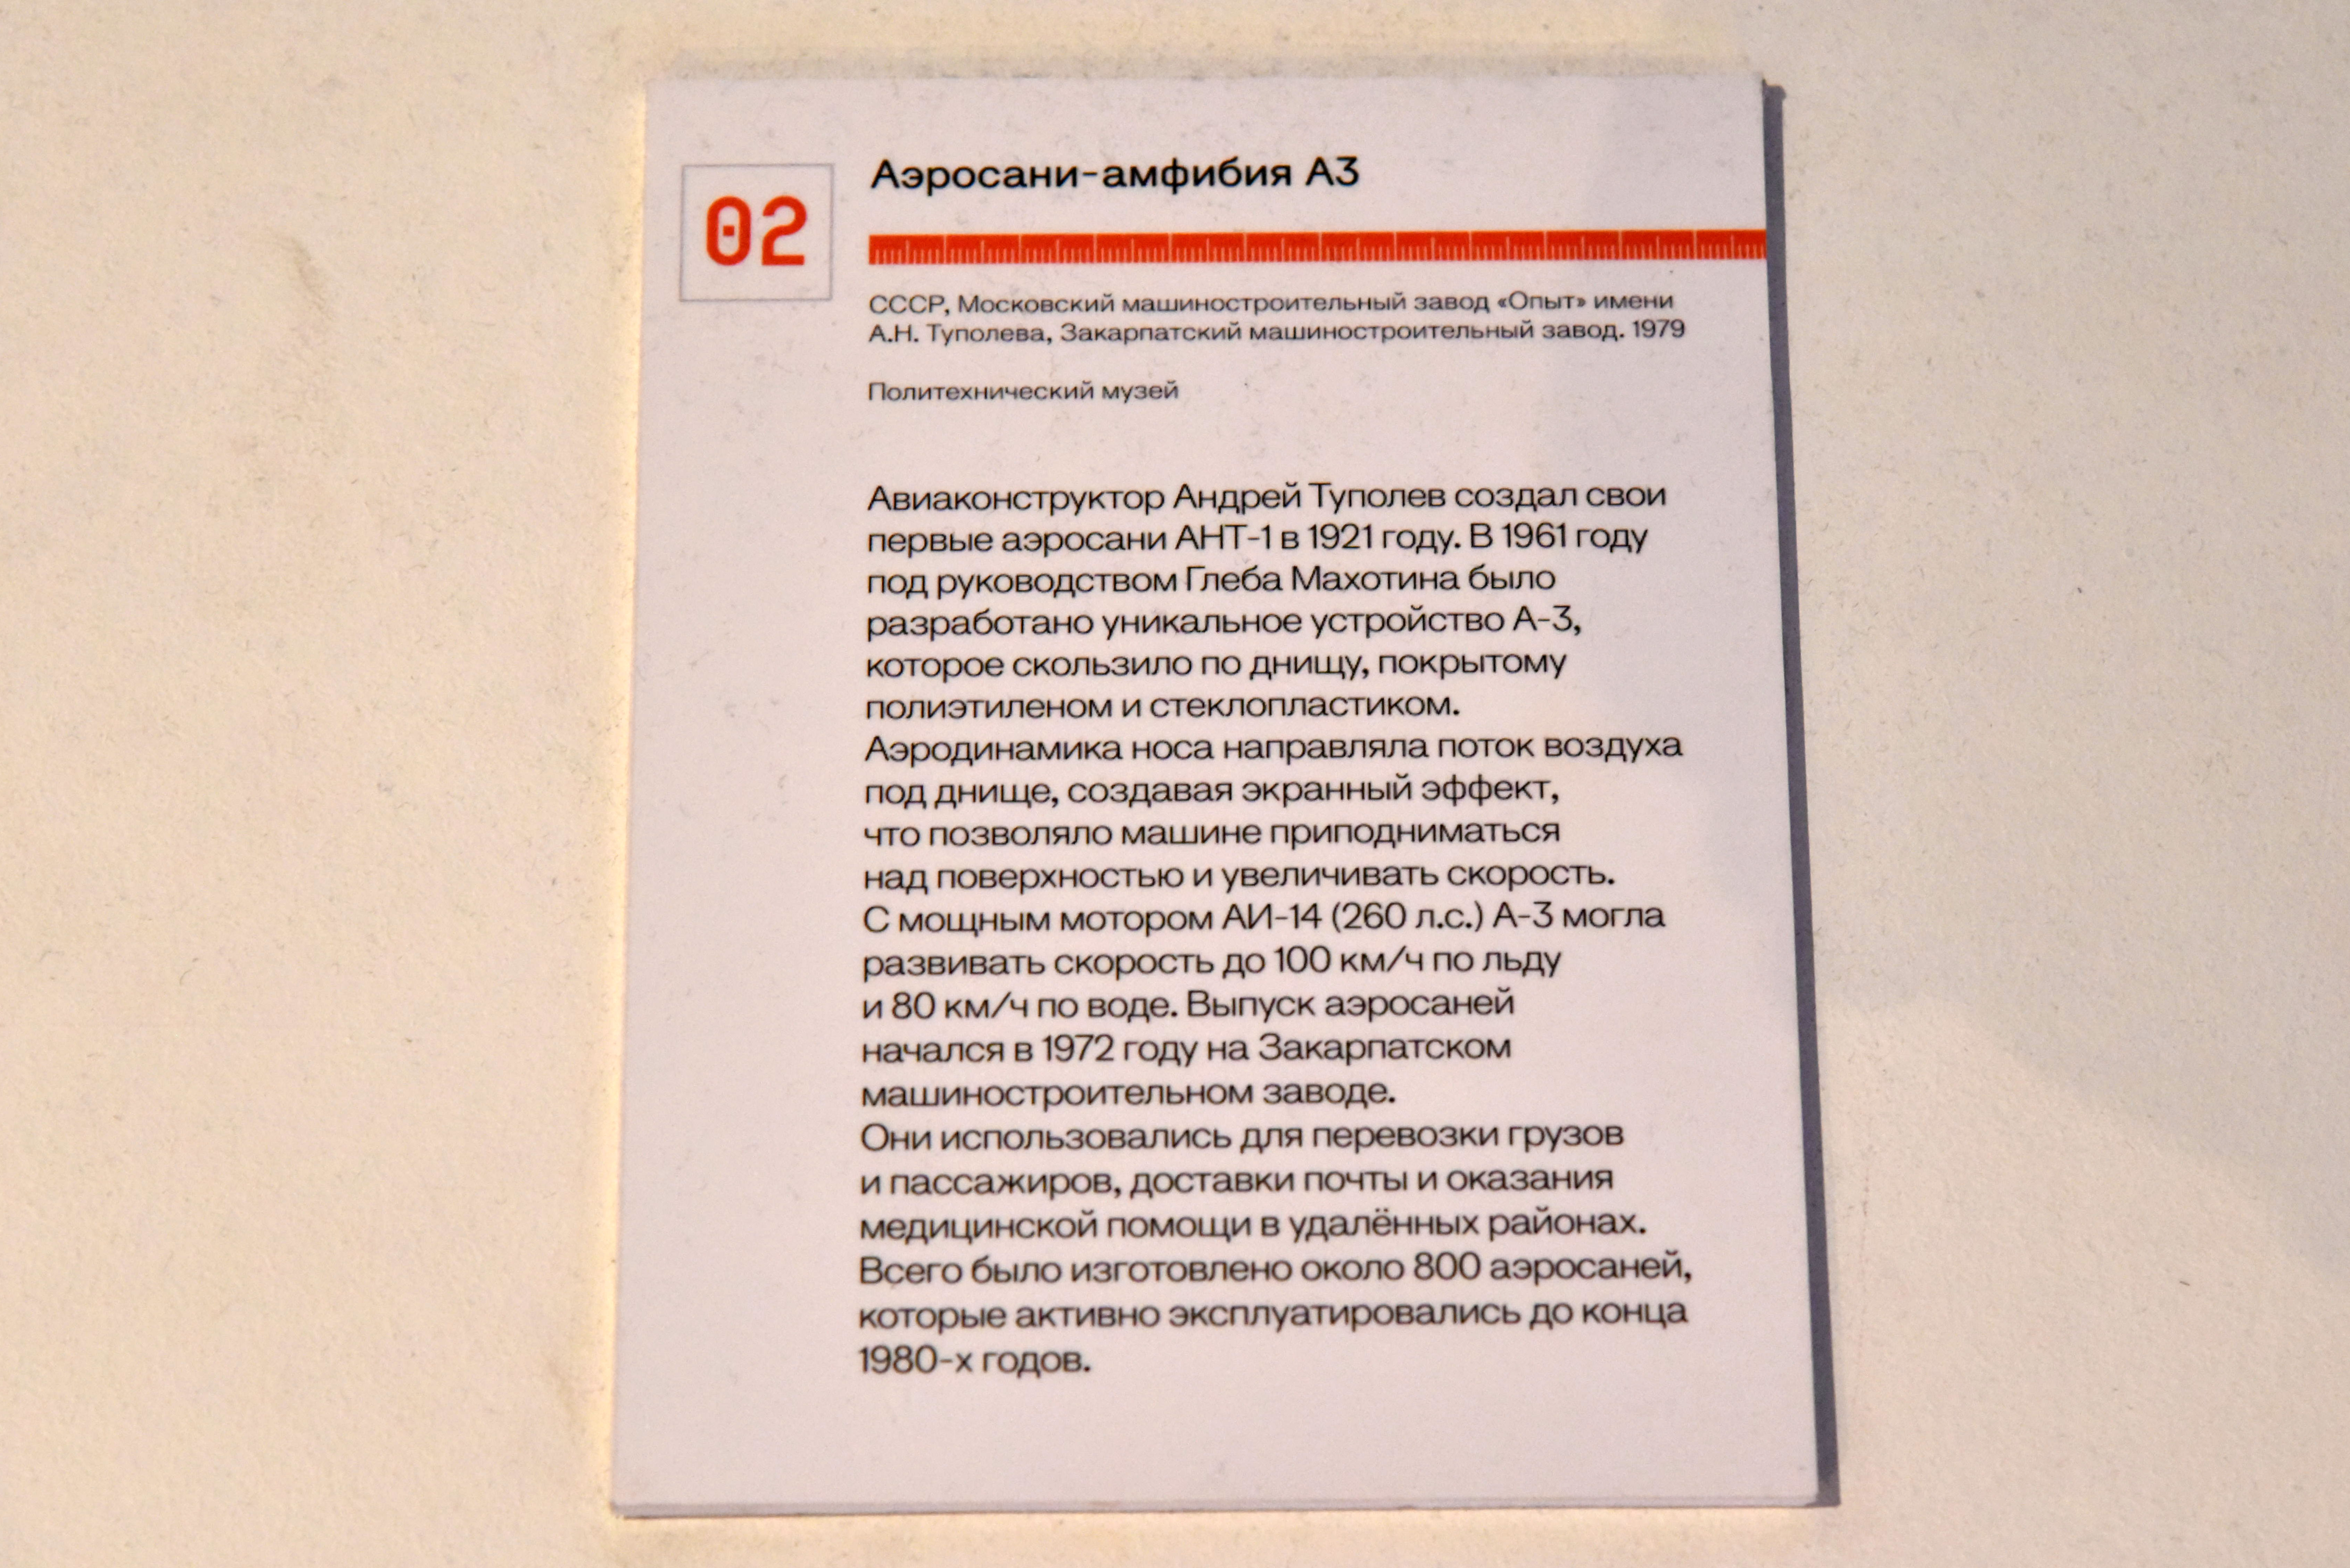 02
Аэросани-амфибия А3
СССР, Московский машиностроительный завод «Опыт» имени
А.Н. Туполева, Закарпатский машиностроительный завод. 1979
Политехнический музей
Авиаконструктор Андрей Туполев создал свои
первые аэросани АНТ-1 в 1921 году. В 1961 году
под руководством Глеба Махотина было
разработано уникальное устройство А-3,
которое скользило по днищу, покрытому
полиэтиленом и стеклопластиком.
Аэродинамика носа направляла поток воздуха
под днище, создавая экранный эффект,
что позволяло машине приподниматься
над поверхностью и увеличивать скорость.
С мощным мотором АИ-14 (260 л.с.) А-3 могла
развивать скорость до 100 км/ч по льду
и 80 км/ч по воде. Выпуск аэросаней
начался в 1972 году на Закарпатском
машиностроительном заводе.
Они использовались для перевозки грузов
и пассажиров, доставки почты и оказания
медицинской помощи в удалённых районах.
Всего было изготовлено около 800 аэросаней,
которые активно эксплуатировались до конца
1980-х годов.